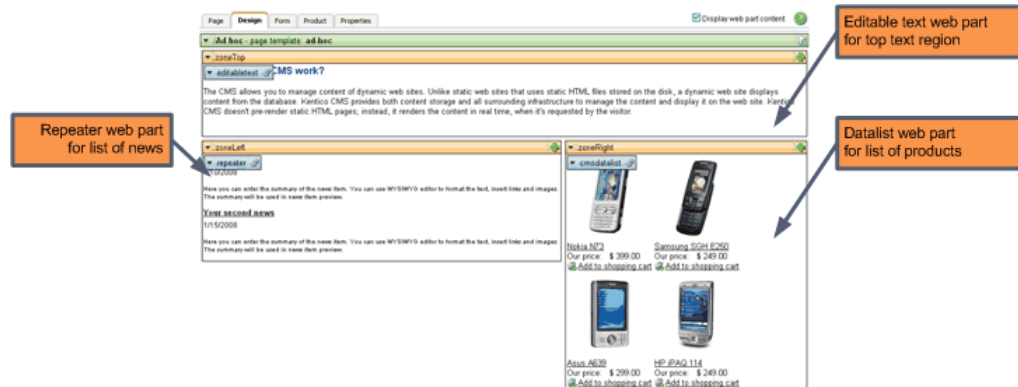 Page Design Form Product Properties
Display web part content
Ad hoc - page template: ad-hoc
zoneTop
editabletext CMS work?
The CMS allows you to manage content of dynamic web sites. Unlike static web sites that uses static HTML files stored on the disk, a dynamic web site displays
content from the database. Kentico CMS provides both content storage and all surrounding infrastructure to manage the content and display it on the web site. Kentico
CMS doesn't pre-render static HTML pages; instead, it renders the content in real time, when it's requested by the visitor.
Editable text web part
for top text region
Repeater web part
for list of news
zoneLeft
repeater
1/10/2008
Here you can enter the summary of the news item. You can use WYSIWYG editor to format the text, insert links and images.
The summary will be used in news item preview.
Your second news
1/15/2008
Here you can enter the summary of the news item. You can use WYSIWYG editor to format the text, insert links and images.
The summary will be used in news item preview.
zoneRight
cmsdatalist
Nokia N73 Samsung SGH E250
Our price: $ 399.00 Our price: $ 249.00
Add to shopping cart Add to shopping cart
Asus A639 HP iPAQ 114
Our price: $ 299.00 Our price: $ 249.00
Add to shopping cart Add to shopping cart
Datalist web part
for list of products